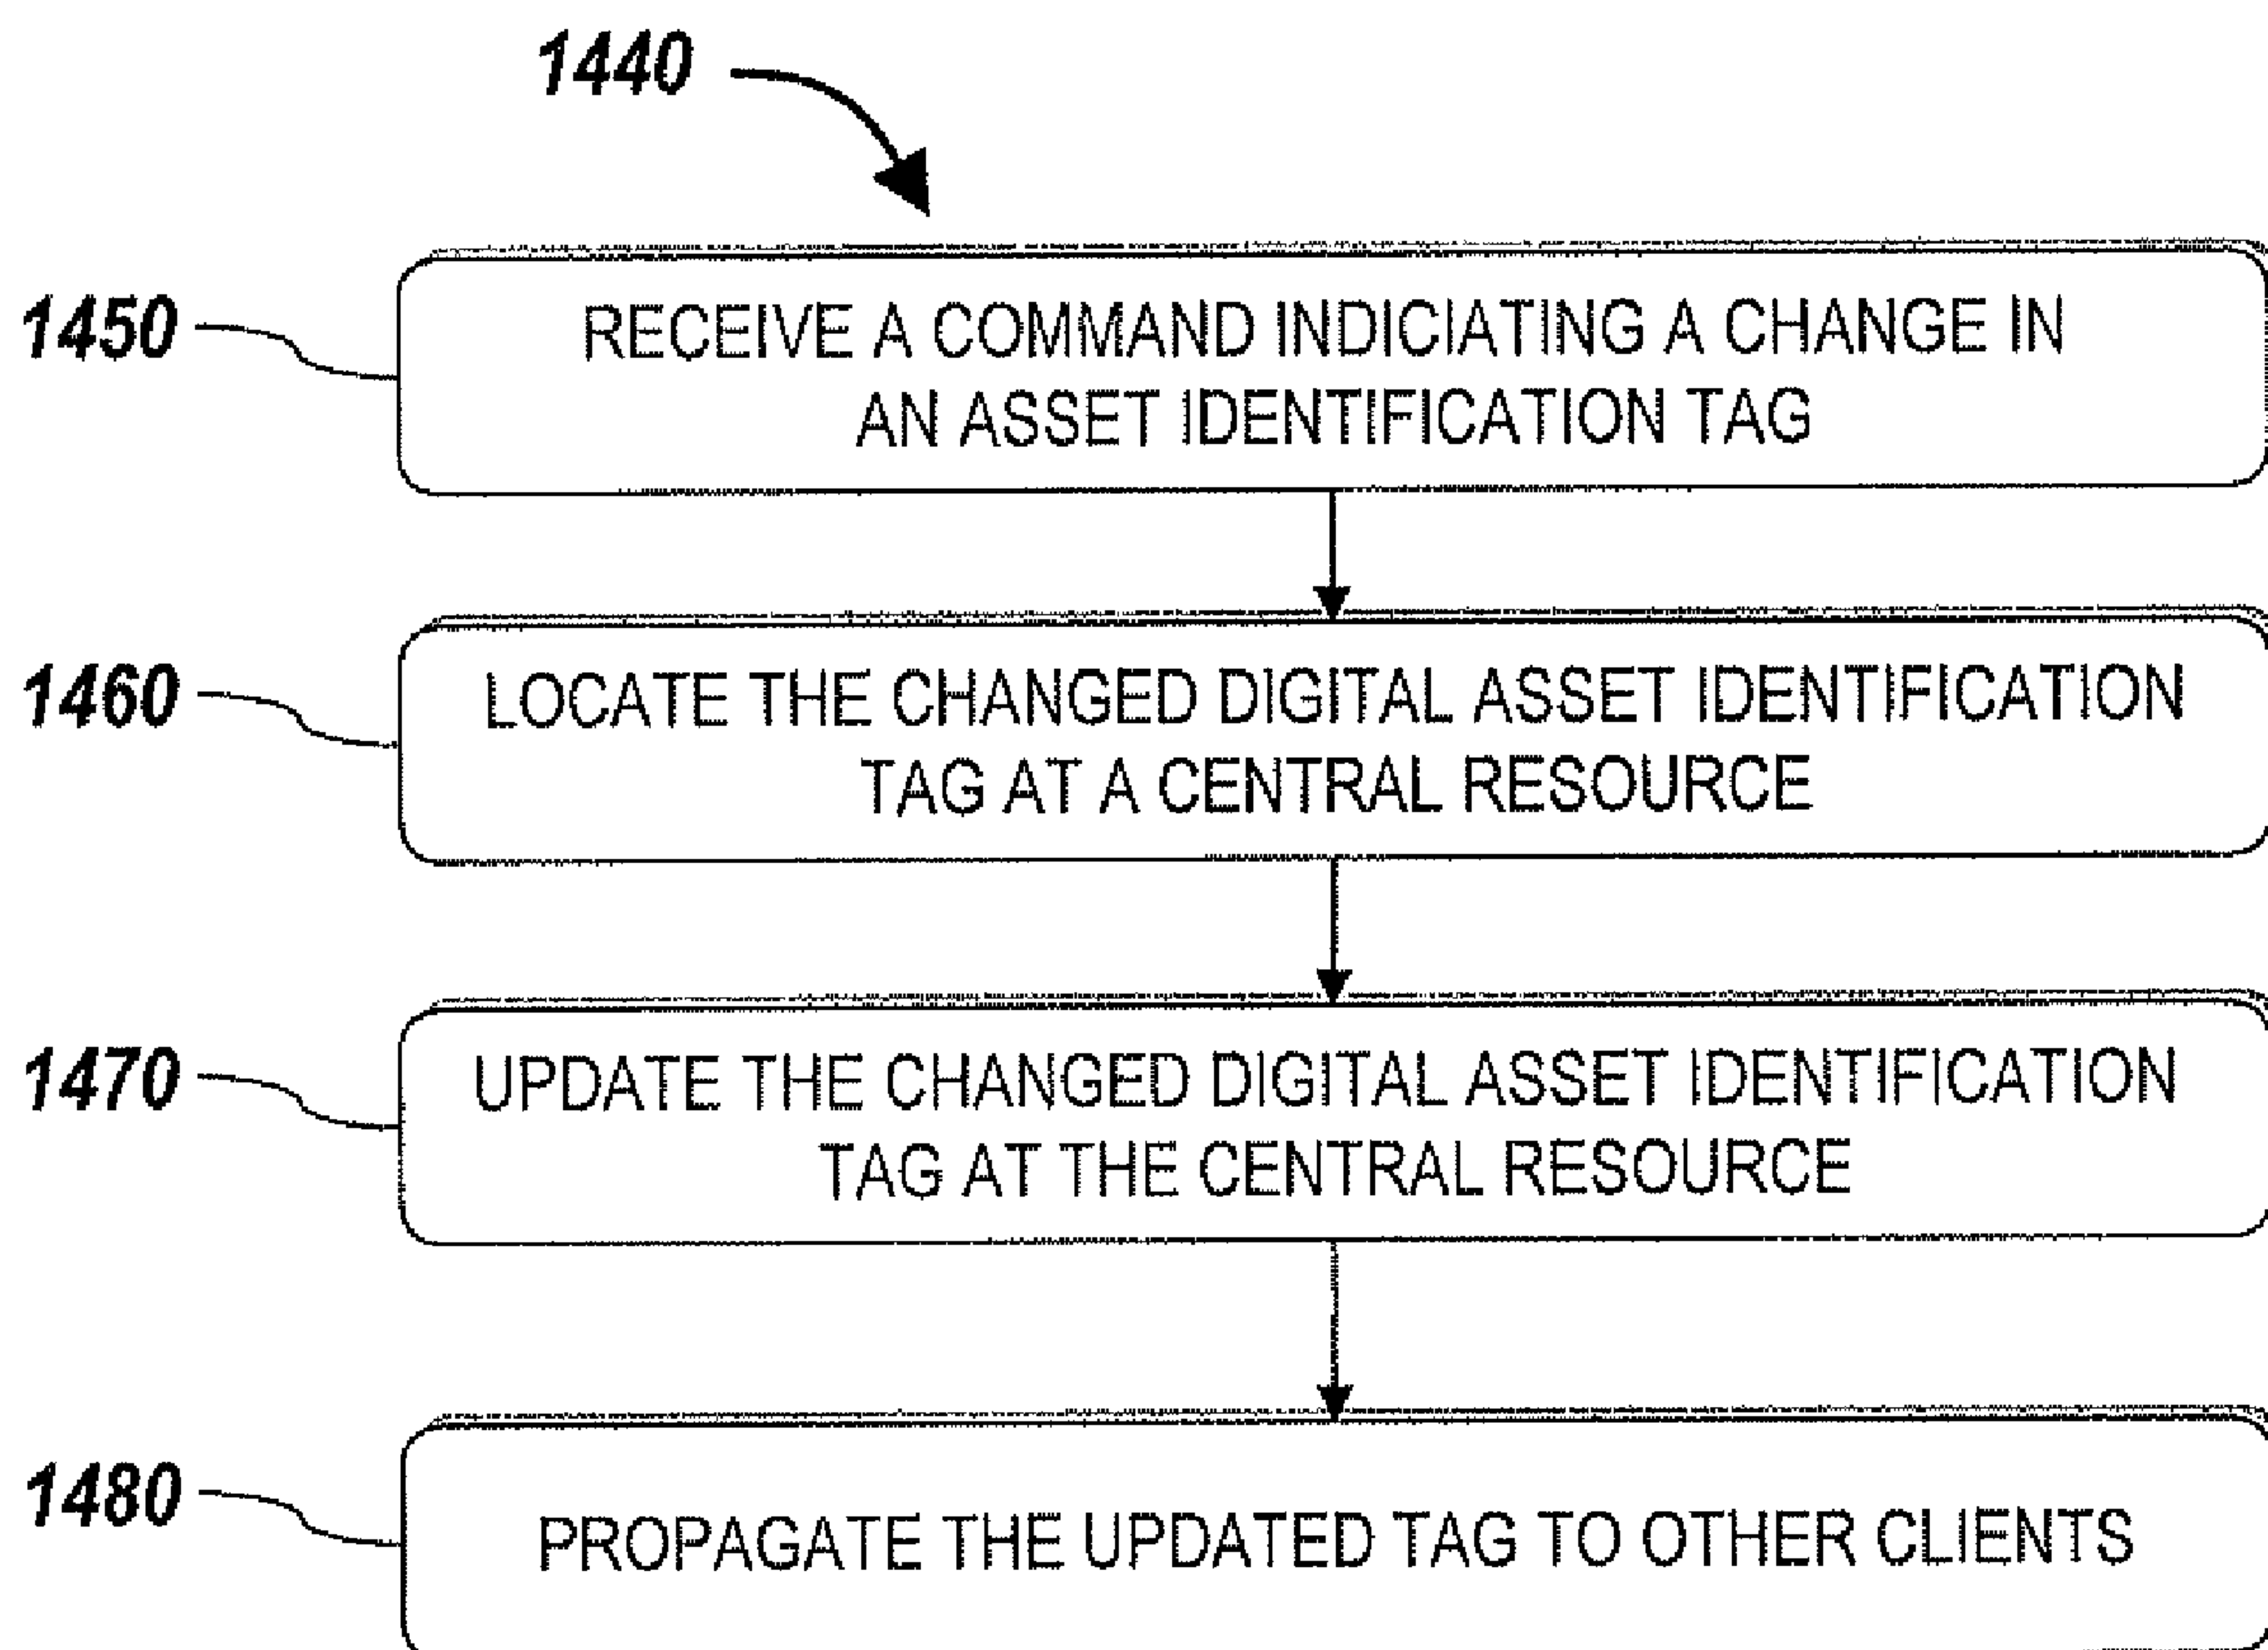 1440
1450
RECEIVE A COMMAND INDICIATING A CHANGE IN
AN ASSET IDENTIFICATION TAG
1460
LOCATE THE CHANGED DIGITAL ASSET IDENTIFICATION
TAG AT A CENTRAL RESOURCE
1470
UPDATE THE CHANGED DIGITAL ASSET IDENTIFICATION
TAG AT THE CENTRAL RESOURCE
1480
PROPAGATE THE UPDATED TAG TO OTHER CLIENTS